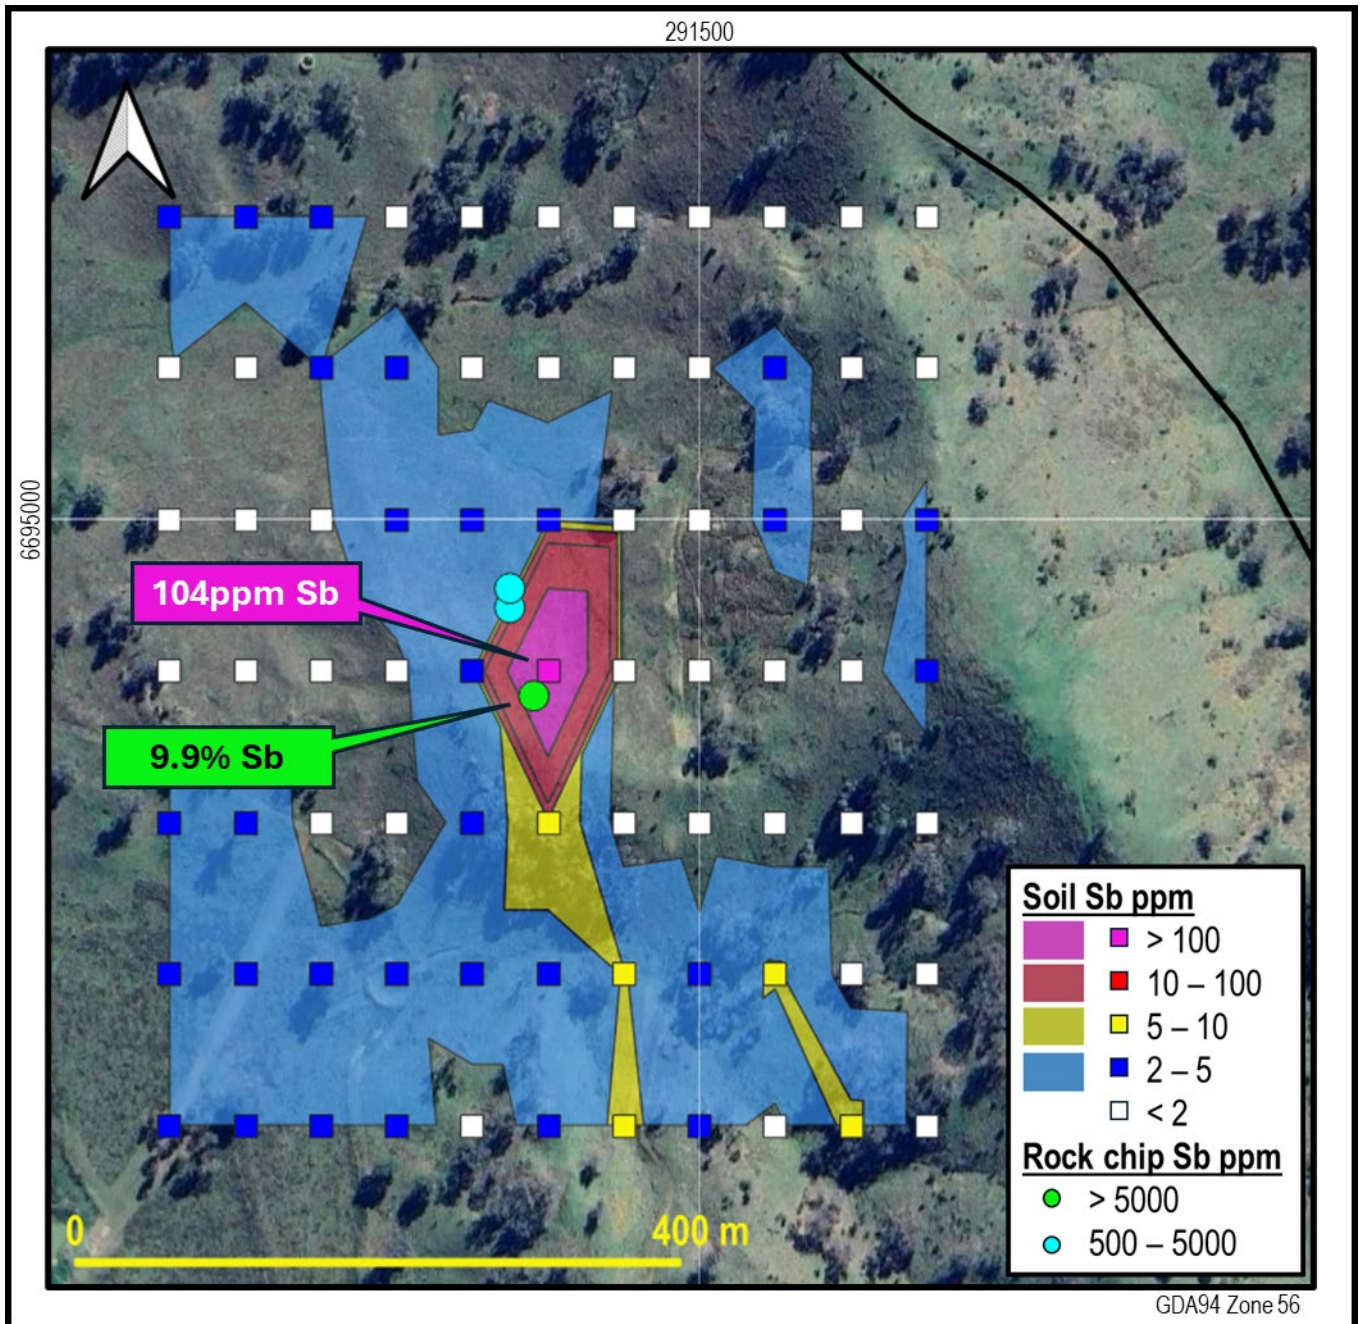 291500
6695000
104ppm Sb
9.9% Sb
Soil Sb ppm
> 100
10 – 100
5 – 10
2 – 5
< 2
Rock chip Sb ppm
> 5000
500 – 5000
0
400 m
GDA94 Zone 56